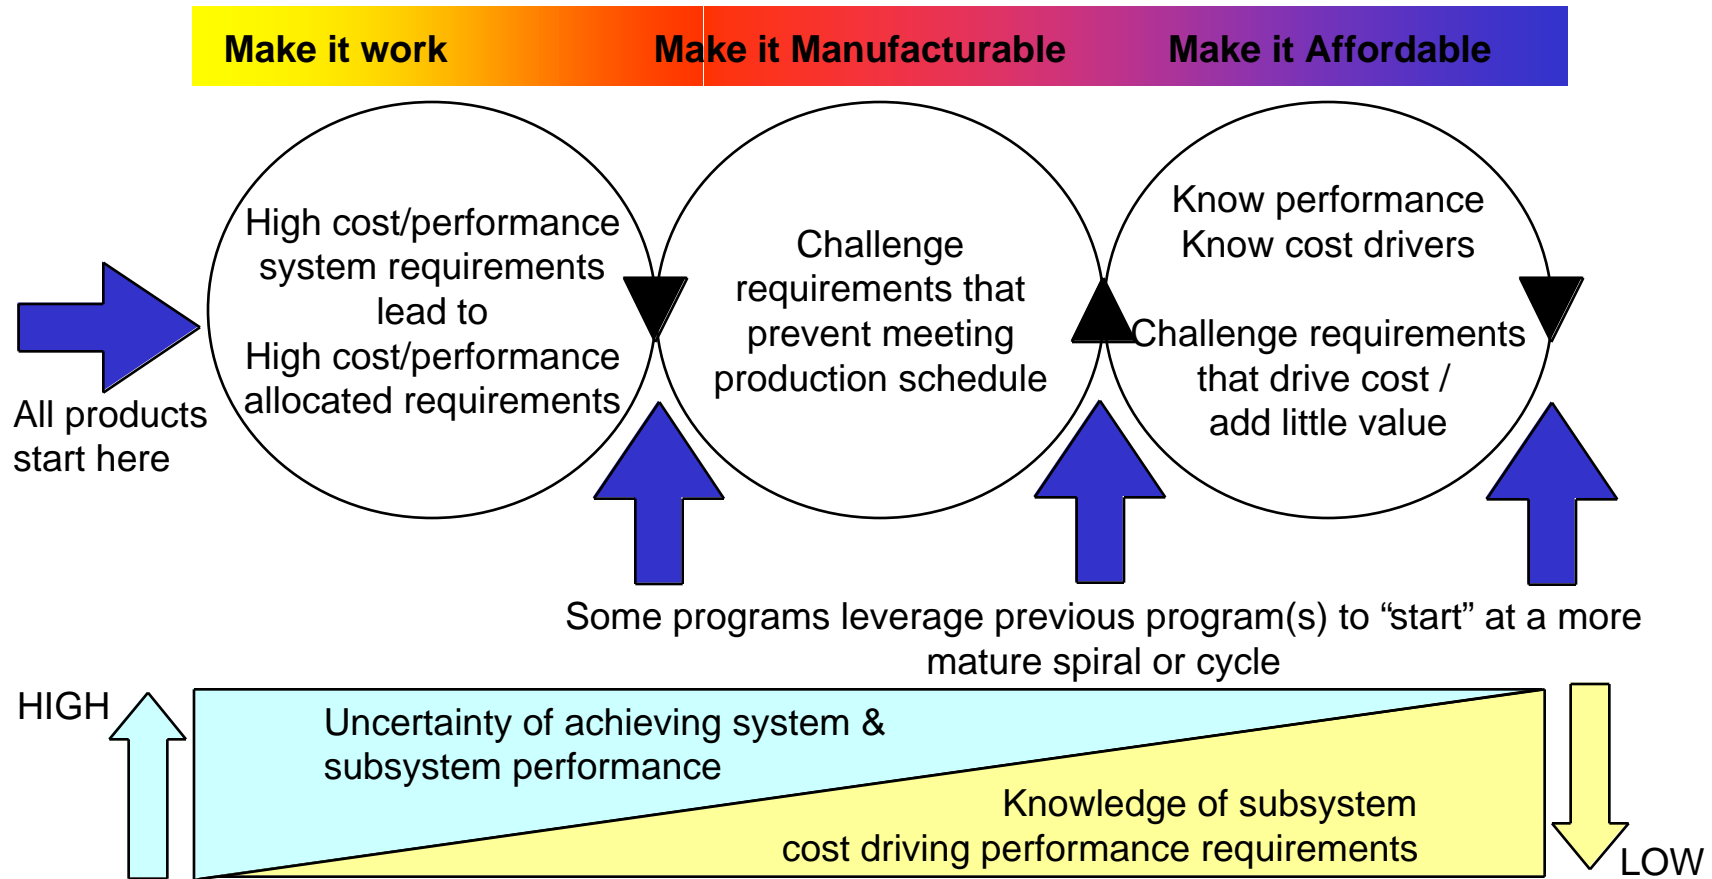 Make it work
Make it Manufacturable
Make it Affordable
High cost/performance
system requirements
lead to
High cost/performance
allocated requirements
Challenge
requirements that
prevent meeting
production schedule
Know performance
Know cost drivers
Challenge requirements
that drive cost /
add little value
All products
start here
Some programs leverage previous program(s) to “start” at a more
mature spiral or cycle
HIGH
Uncertainty of achieving system &
subsystem performance
Knowledge of subsystem
cost driving performance requirements
LOW